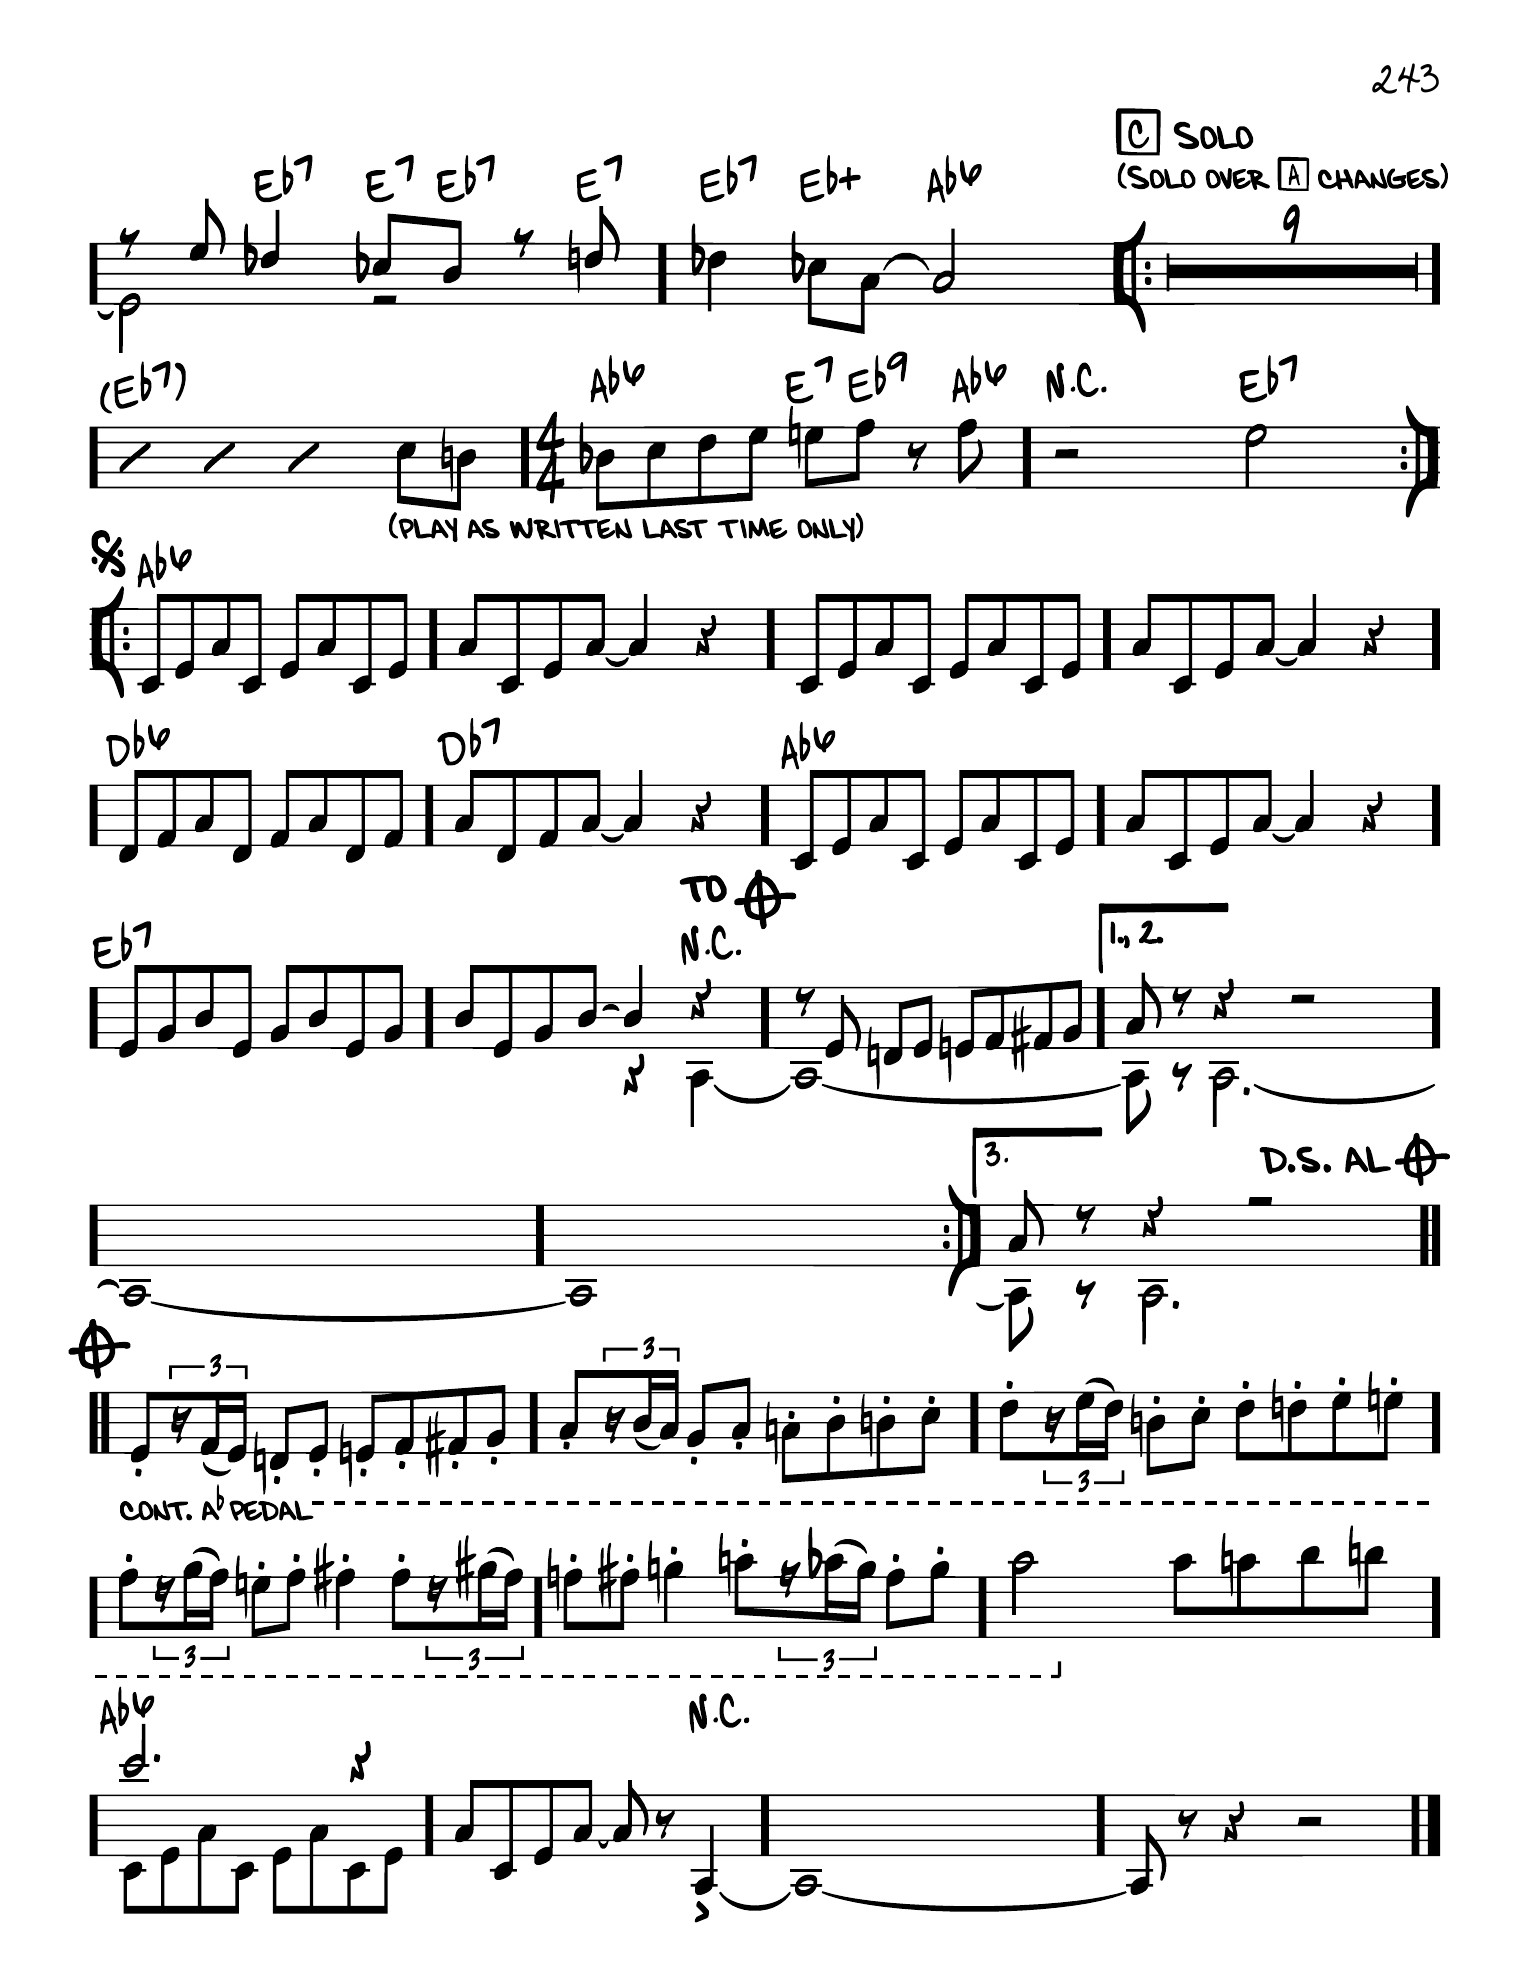 243
C SOLO
(SOLO OVER A CHANGES)
Eb7 E7 Eb7 E7 Eb7 Eb+ Ab6
9
(Eb7) Ab6 E7 Eb9 Ab6 N.C. Eb7
4
4
(PLAY AS WRITTEN LAST TIME ONLY)
Ab6
Db6 Db7 Ab6
TO
Eb7 N.C. 1., 2.
3. D.S. AL
3 3
3
CONT. Ab PEDAL
3 3 3
Ab6 N.C.